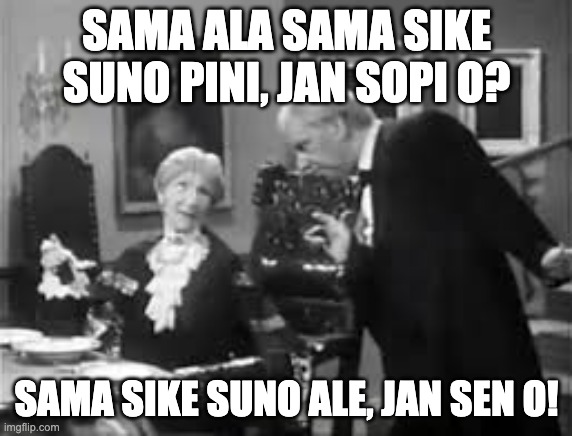 SAMA ALA SAMA SIKE
SUNO PINI, JAN SOPI O?
SAMA SIKE SUNO ALE, JAN SEN O!
imgflip.com